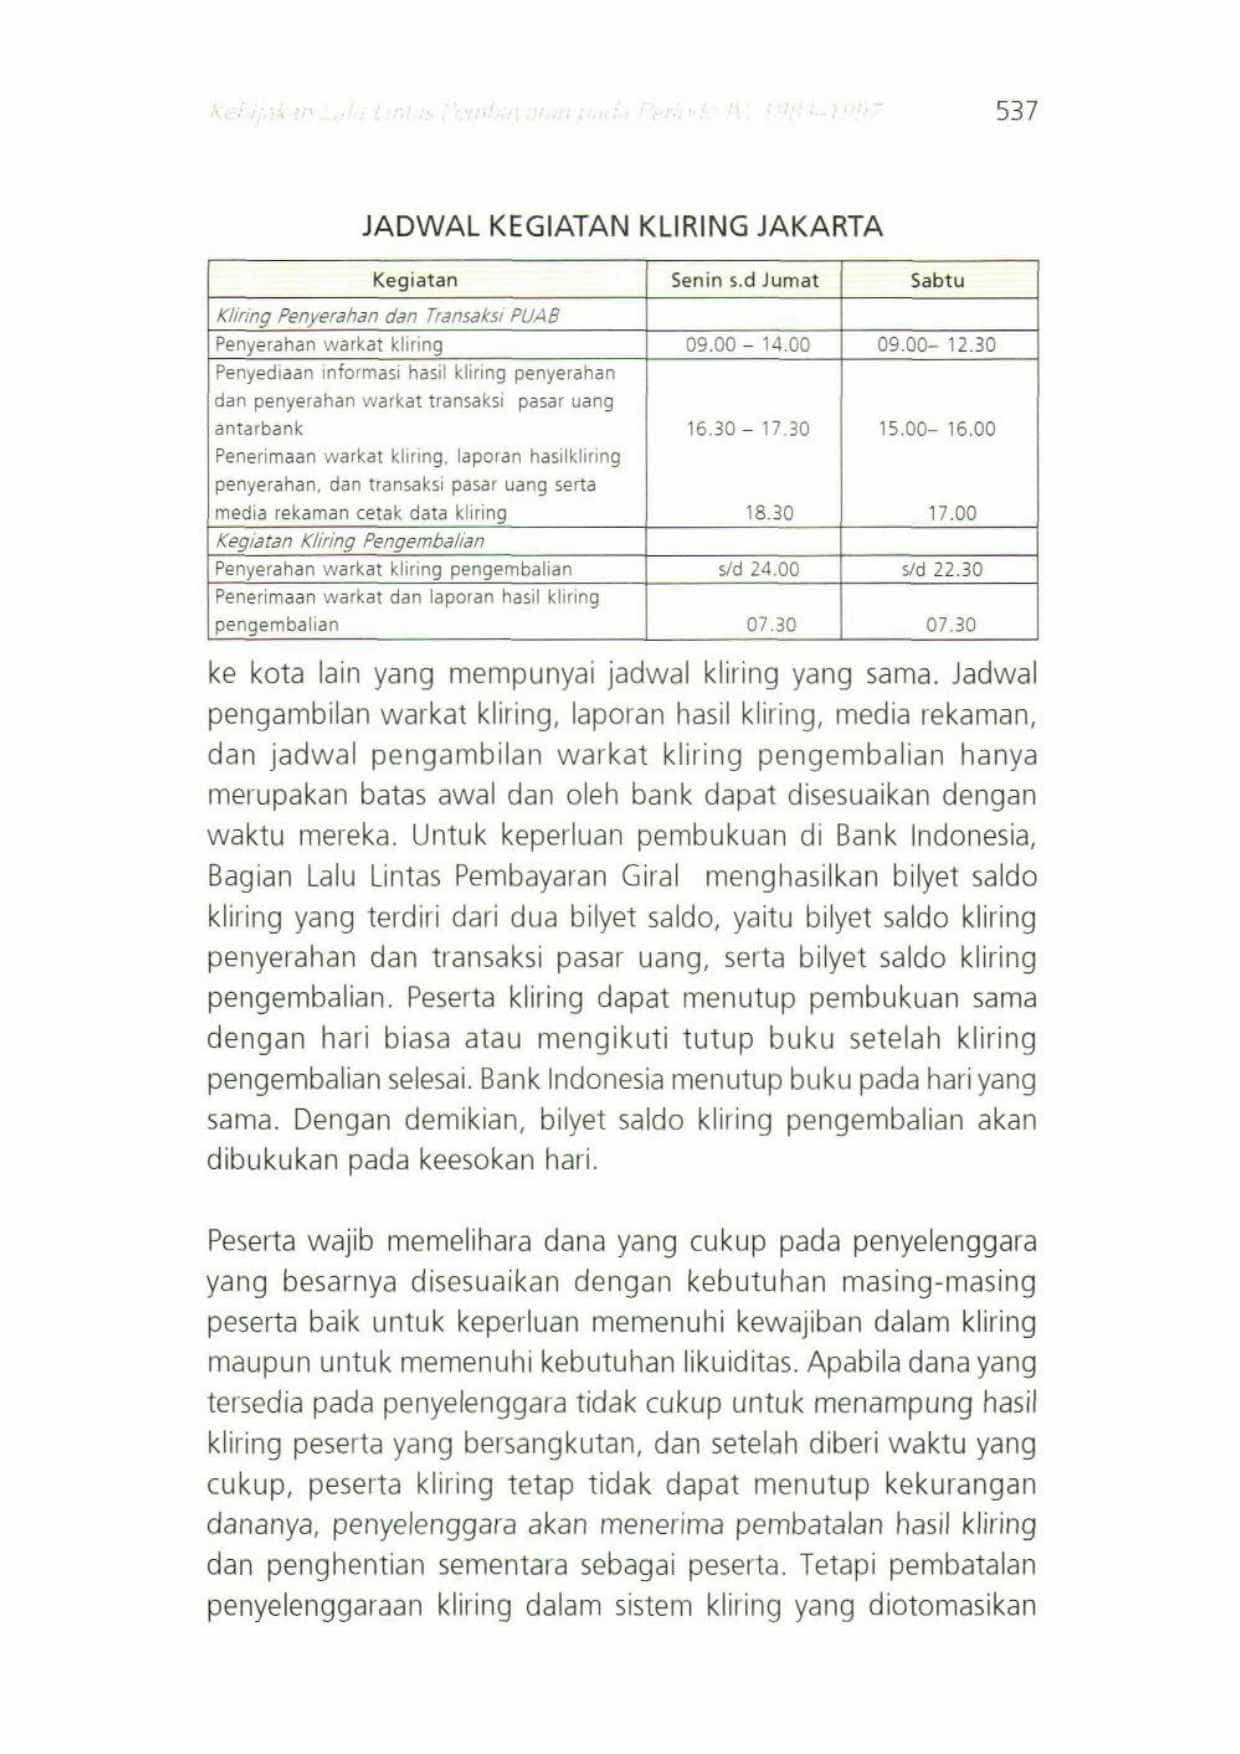 Kebijakan Lalu Lintas Pembayaran pada Periode IV, 1983–1997
537
JADWAL KEGIATAN KLIRING JAKARTA
Kegiatan Senin s.d Jumat Sabtu
Kliring Penyerahan dan Transaksi PUAB
Penyerahan warkat kliring 09.00 – 14.00 09.00– 12.30
Penyediaan informasi hasil kliring penyerahan
dan penyerahan warkat transaksi pasar uang
antarbank 16.30 – 17.30 15.00– 16.00
Penerimaan warkat kliring, laporan hasilkliring
penyerahan, dan transaksi pasar uang serta
media rekaman cetak data kliring 18.30 17.00
Kegiatan Kliring Pengembalian
Penyerahan warkat kliring pengembalian s/d 24.00 s/d 22.30
Penerimaan warkat dan laporan hasil kliring
pengembalian 07.30 07.30
ke kota lain yang mempunyai jadwal kliring yang sama. Jadwal
pengambilan warkat kliring, laporan hasil kliring, media rekaman,
dan jadwal pengambilan warkat kliring pengembalian hanya
merupakan batas awal dan oleh bank dapat disesuaikan dengan
waktu mereka. Untuk keperluan pembukuan di Bank Indonesia,
Bagian Lalu Lintas Pembayaran Giral menghasilkan bilyet saldo
kliring yang terdiri dari dua bilyet saldo, yaitu bilyet saldo kliring
penyerahan dan transaksi pasar uang, serta bilyet saldo kliring
pengembalian. Peserta kliring dapat menutup pembukuan sama
dengan hari biasa atau mengikuti tutup buku setelah kliring
pengembalian selesai. Bank Indonesia menutup buku pada hari yang
sama. Dengan demikian, bilyet saldo kliring pengembalian akan
dibukukan pada keesokan hari.
Peserta wajib memelihara dana yang cukup pada penyelenggara
yang besarnya disesuaikan dengan kebutuhan masing-masing
peserta baik untuk keperluan memenuhi kewajiban dalam kliring
maupun untuk memenuhi kebutuhan likuiditas. Apabila dana yang
tersedia pada penyelenggara tidak cukup untuk menampung hasil
kliring peserta yang bersangkutan, dan setelah diberi waktu yang
cukup, peserta kliring tetap tidak dapat menutup kekurangan
dananya, penyelenggara akan menerima pembatalan hasil kliring
dan penghentian sementara sebagai peserta. Tetapi pembatalan
penyelenggaraan kliring dalam sistem kliring yang diotomasikan